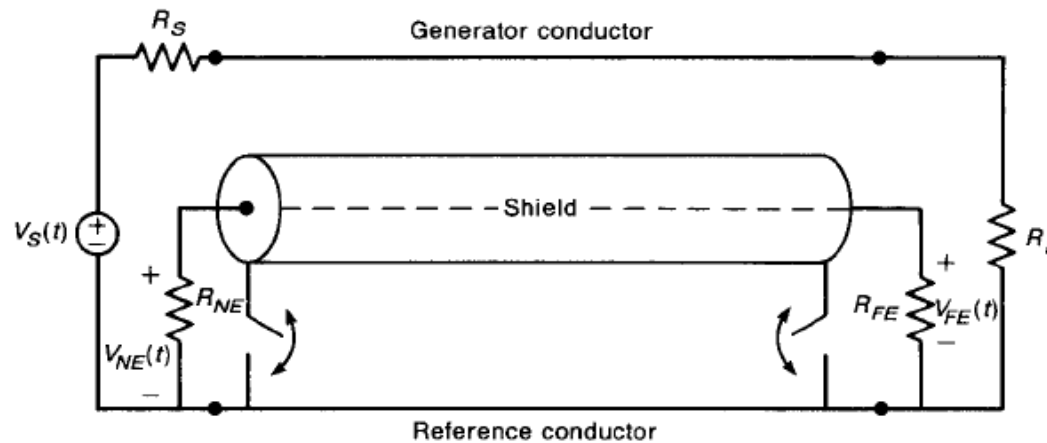 R_S
Generator conductor
Shield
V_S(t)
+
−
+
R_NE
V_NE(t)
−
R_FE
+
V_FE(t)
−
Reference conductor